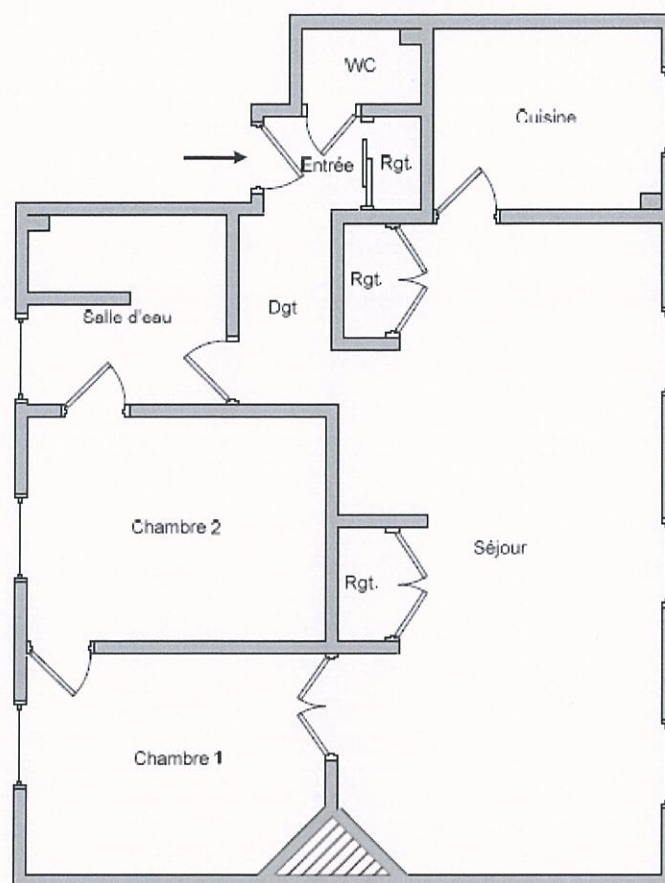 WC
Cuisine
Entrée
Rgt.
Rgt.
Dgt
Salle d'eau
Chambre 2
Séjour
Rgt.
Chambre 1